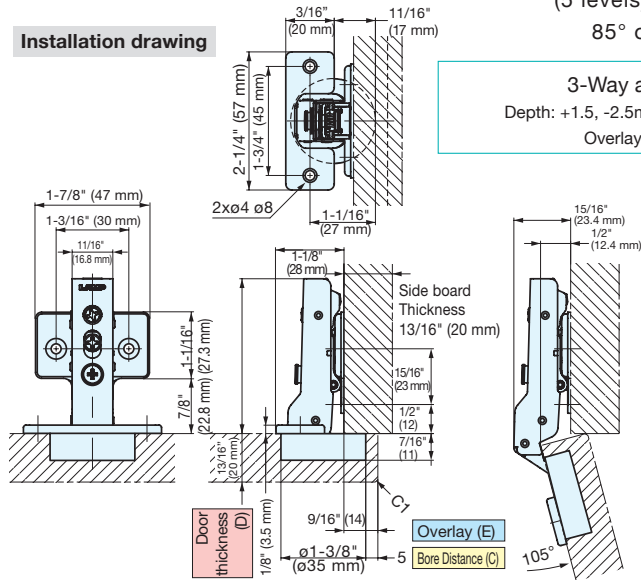 Installation drawing
3/16"
(20 mm)
11/16"
(17 mm)
(3 levels
85° o
3-Way a
Depth: +1.5, -2.5m
Overlay
2-1/4" (57 mm)
1-3/4" (45 mm)
2xø4 ø8
1-1/16"
(27 mm)
1-7/8" (47 mm)
1-3/16" (30 mm)
11/16"
(16.8 mm)
LAMP
1-1/16"
(27.3 mm)
7/8"
(22.8 mm)
1-1/8"
(28 mm)
Side board
Thickness
13/16" (20 mm)
15/16"
(23 mm)
1/2"
(12)
7/16"
(11)
13/16"
(20 mm)
Door
thickness
(D)
1/8" (3.5 mm)
9/16" (14)
C1
ø1-3/8"
(ø35 mm)
5
Overlay (E)
Bore Distance (C)
15/16"
(23.4 mm)
1/2"
(12.4 mm)
105°